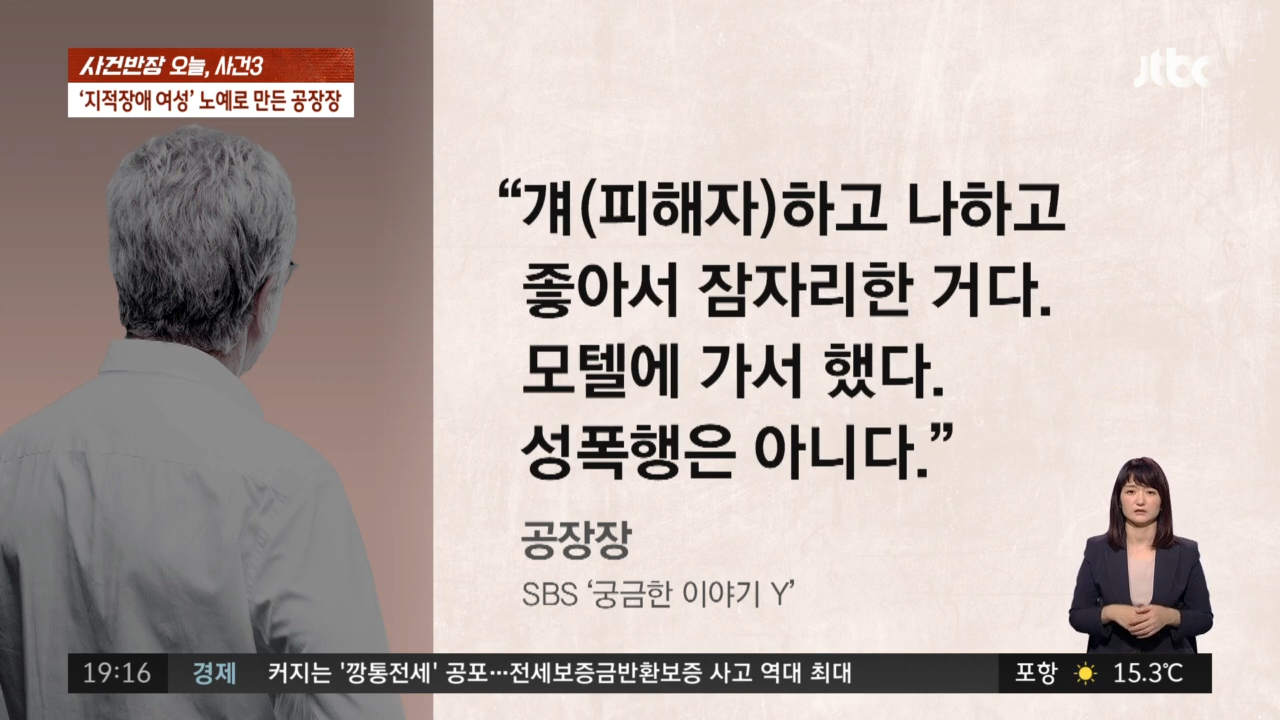 사건반장 오늘, 사건3
jtbc
‘지적장애 여성’ 노예로 만든 공장장
“걔(피해자)하고 나하고
좋아서 잠자리한 거다.
모텔에 가서 했다.
성폭행은 아니다.”
공장장
SBS ‘궁금한 이야기 Y’
19:16 경제 커지는 '깡통전세' 공포…전세보증금반환보증 사고 역대 최대 포항 15.3℃